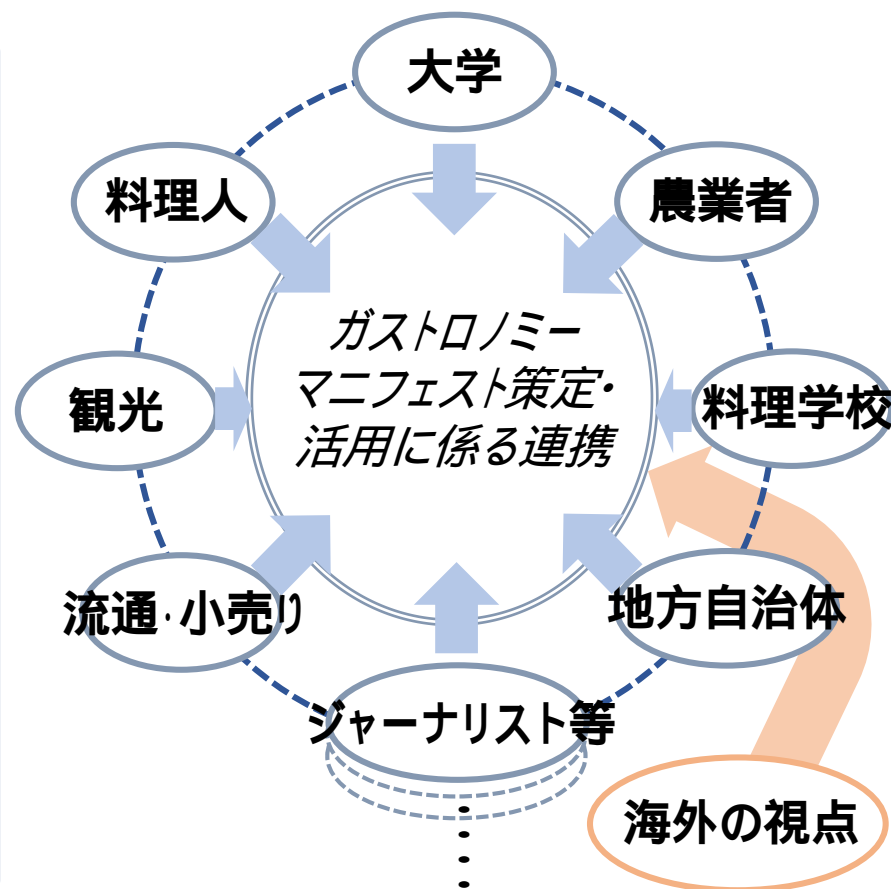 大学
料理人
農業者
ガストロノミー
マニフェスト策定・
活用に係る連携
観光
料理学校
流通・小売り
地方自治体
ジャーナリスト等
海外の視点